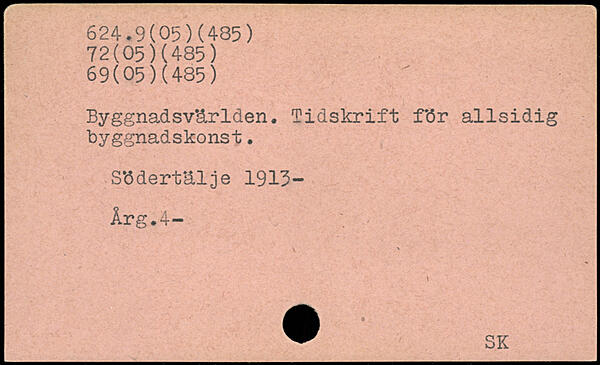 624.9(05)(485)
72(05)(485)
69(05)(485)
Byggnadsvärlden. Tidskrift för allsidig
byggnadskonst.
Södertälje 1913-
Årg.4-
SK